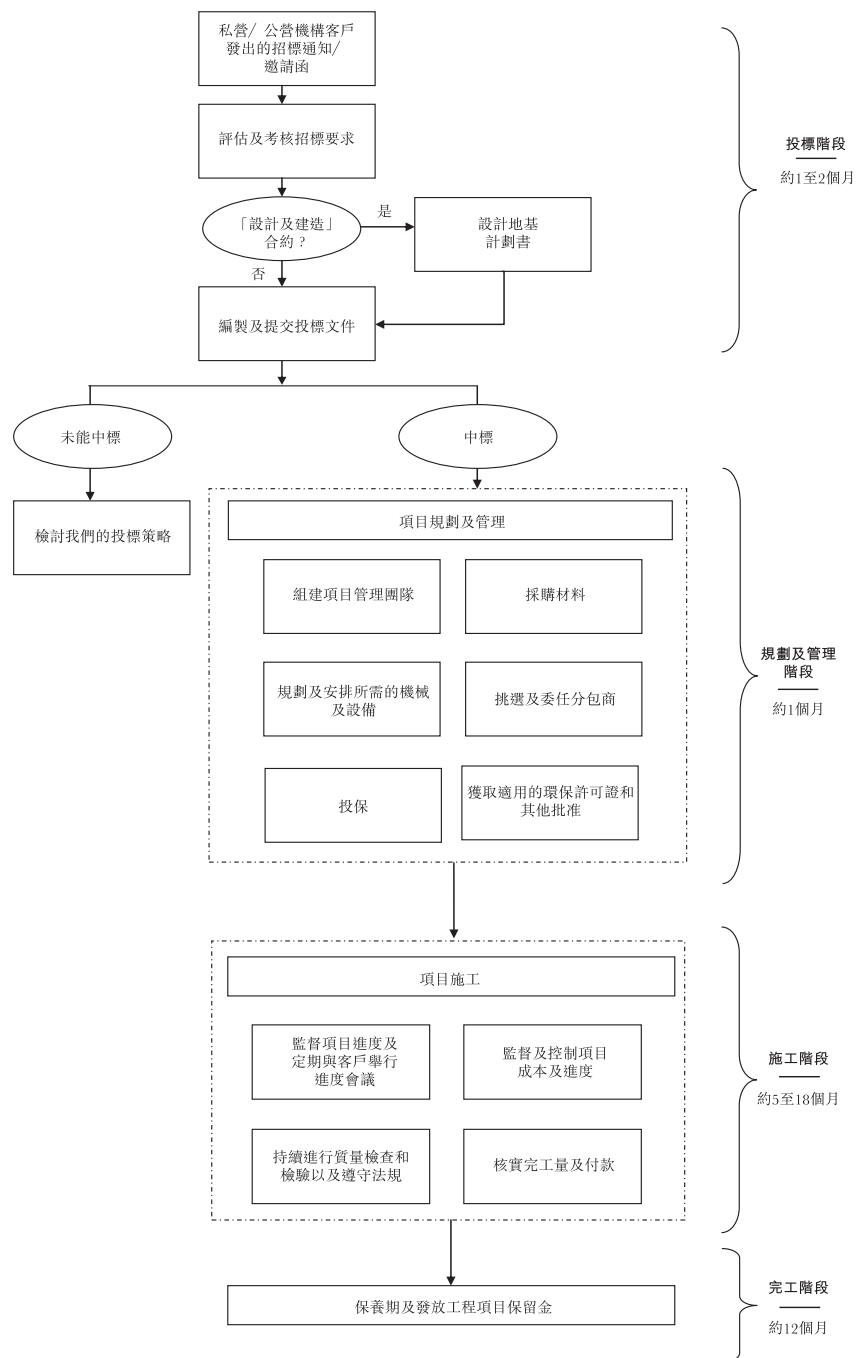 私營/ 公營機構客戶
發出的招標通知/
邀請函
評估及考核招標要求
投標階段
約1至2個月
「設計及建造」
合約？
是
設計地基
計劃書
否
編製及提交投標文件
未能中標
中標
檢討我們的投標策略
項目規劃及管理
組建項目管理團隊
採購材料
規劃及安排所需的機械
及設備
挑選及委任分包商
規劃及管理
階段
約1個月
投保
獲取適用的環保許可證和
其他批准
項目施工
監督項目進度及
定期與客戶舉行
進度會議
監督及控制項目
成本及進度
施工階段
約5至18個月
持續進行質量檢查和
檢驗以及遵守法規
核實完工量及付款
保養期及發放工程項目保留金
完工階段
約12個月